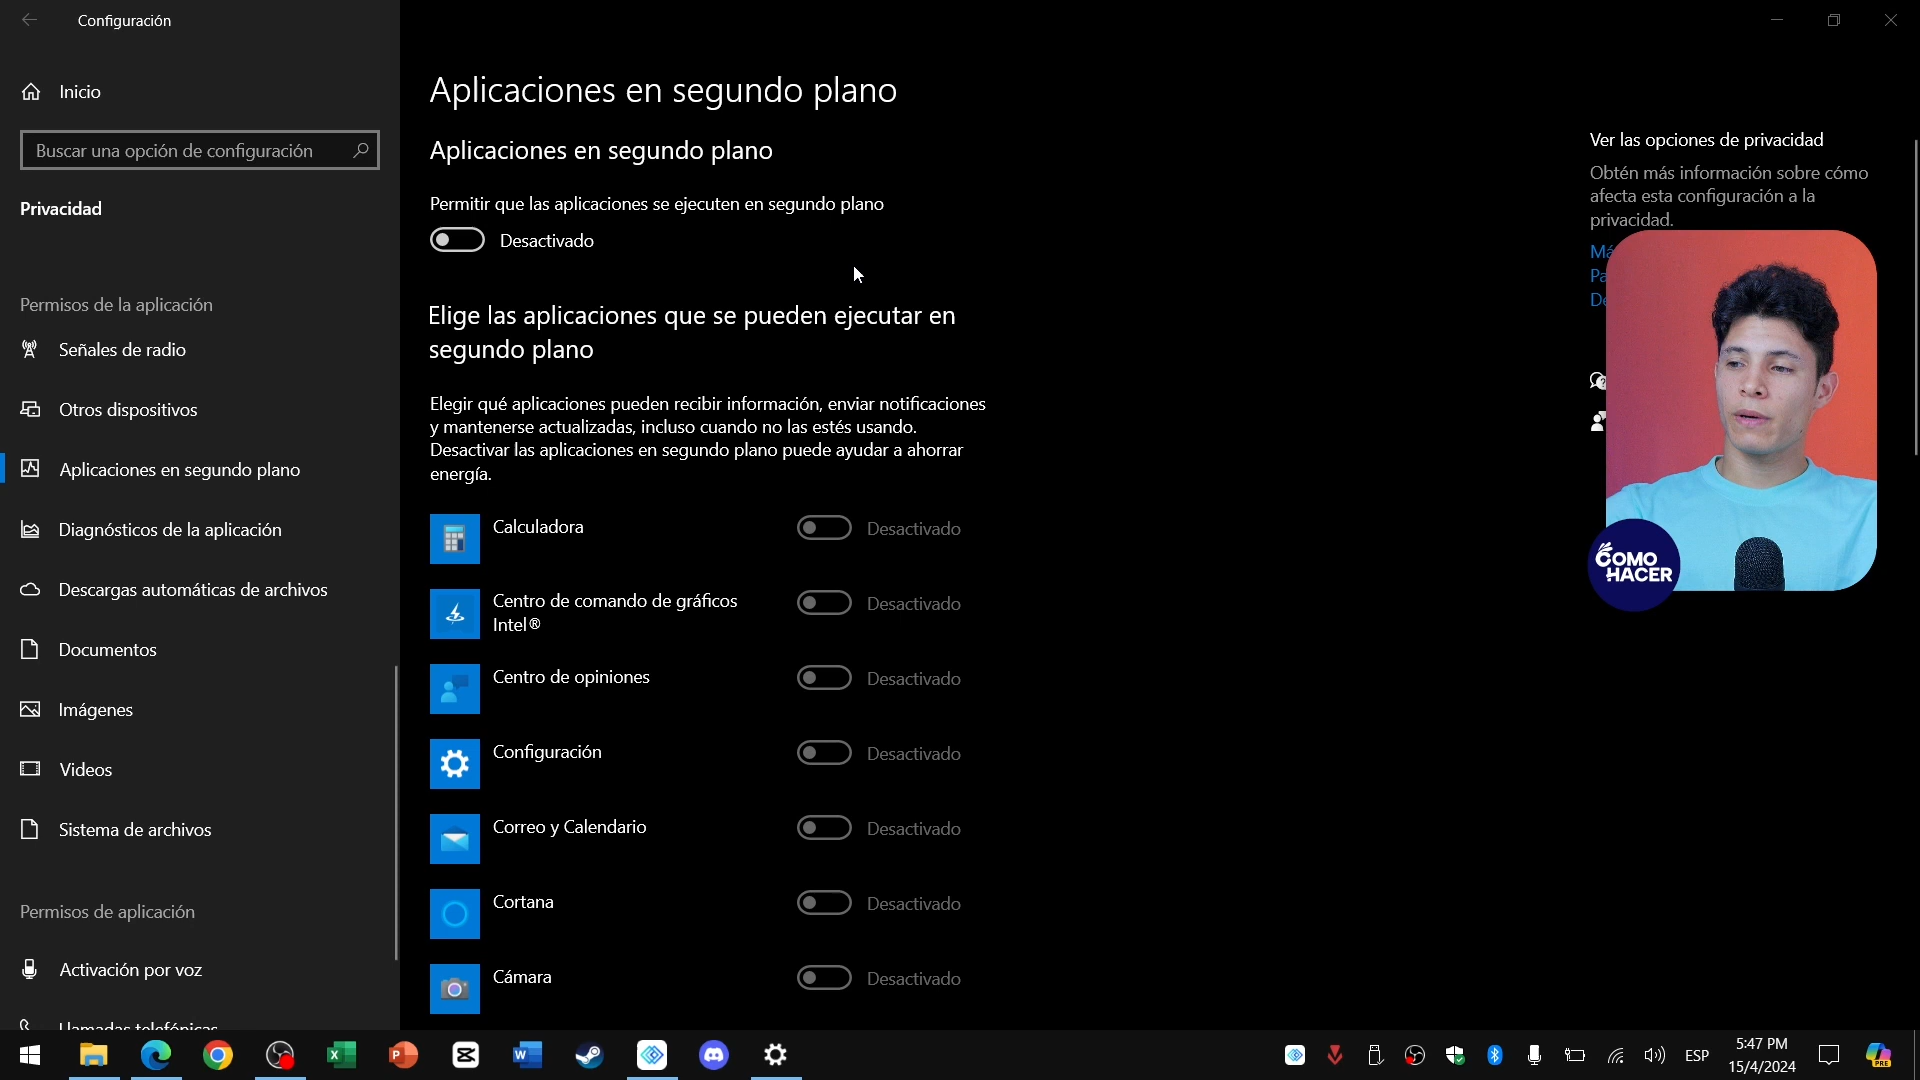 Configuración
Inicio
Buscar una opción de configuración
Privacidad
Permisos de la aplicación
Señales de radio
Otros dispositivos
Aplicaciones en segundo plano
Diagnósticos de la aplicación
Descargas automáticas de archivos
Documentos
Imágenes
Videos
Sistema de archivos
Permisos de aplicación
Activación por voz
Llamadas telefónicas
Aplicaciones en segundo plano
Aplicaciones en segundo plano
Permitir que las aplicaciones se ejecuten en segundo plano
Desactivado
Elige las aplicaciones que se pueden ejecutar en
segundo plano
Elegir qué aplicaciones pueden recibir información, enviar notificaciones
y mantenerse actualizadas, incluso cuando no las estés usando.
Desactivar las aplicaciones en segundo plano puede ayudar a ahorrar
energía.
Calculadora Desactivado
Centro de comando de gráficos Desactivado
Intel®
Centro de opiniones Desactivado
Configuración Desactivado
Correo y Calendario Desactivado
Cortana Desactivado
Cámara Desactivado
Ver las opciones de privacidad
Obtén más información sobre cómo
afecta esta configuración a la
privacidad.
Má
Pa
De
COMO
HACER
ESP
5:47 PM
15/4/2024
PRE